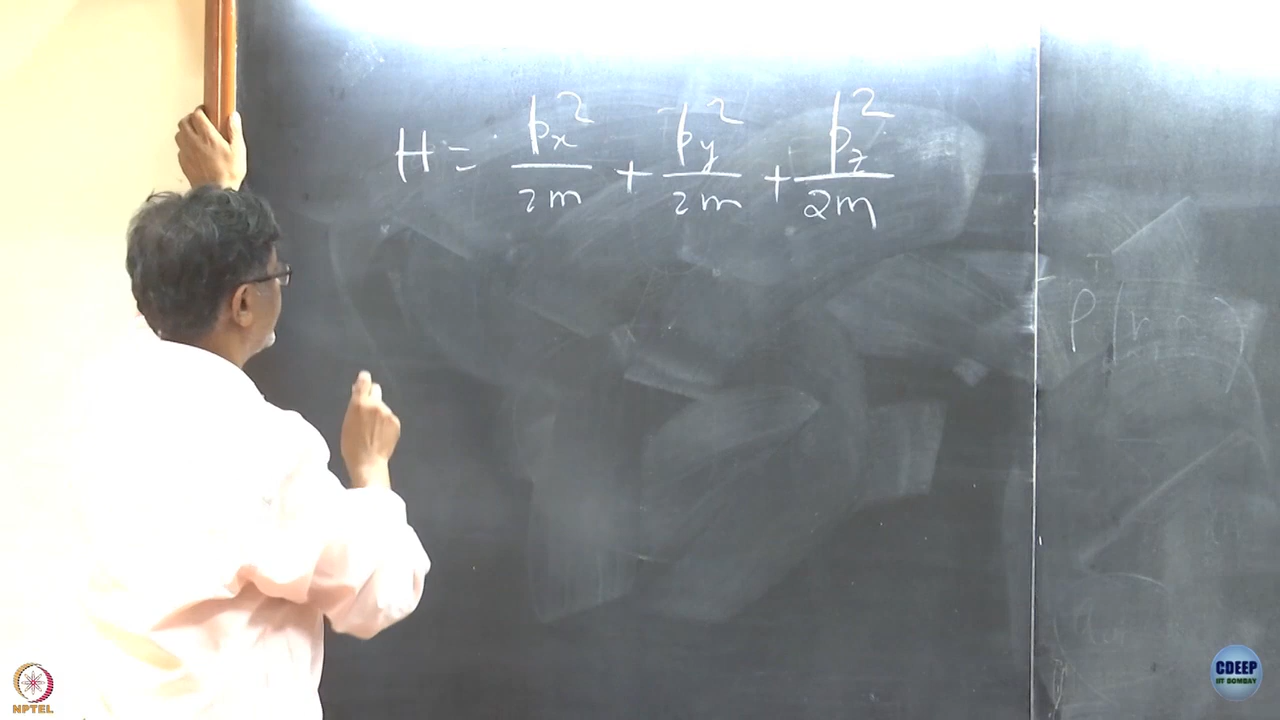 H = px²/2m + py²/2m + pz²/2m
NPTEL
CDEEP
IIT BOMBAY